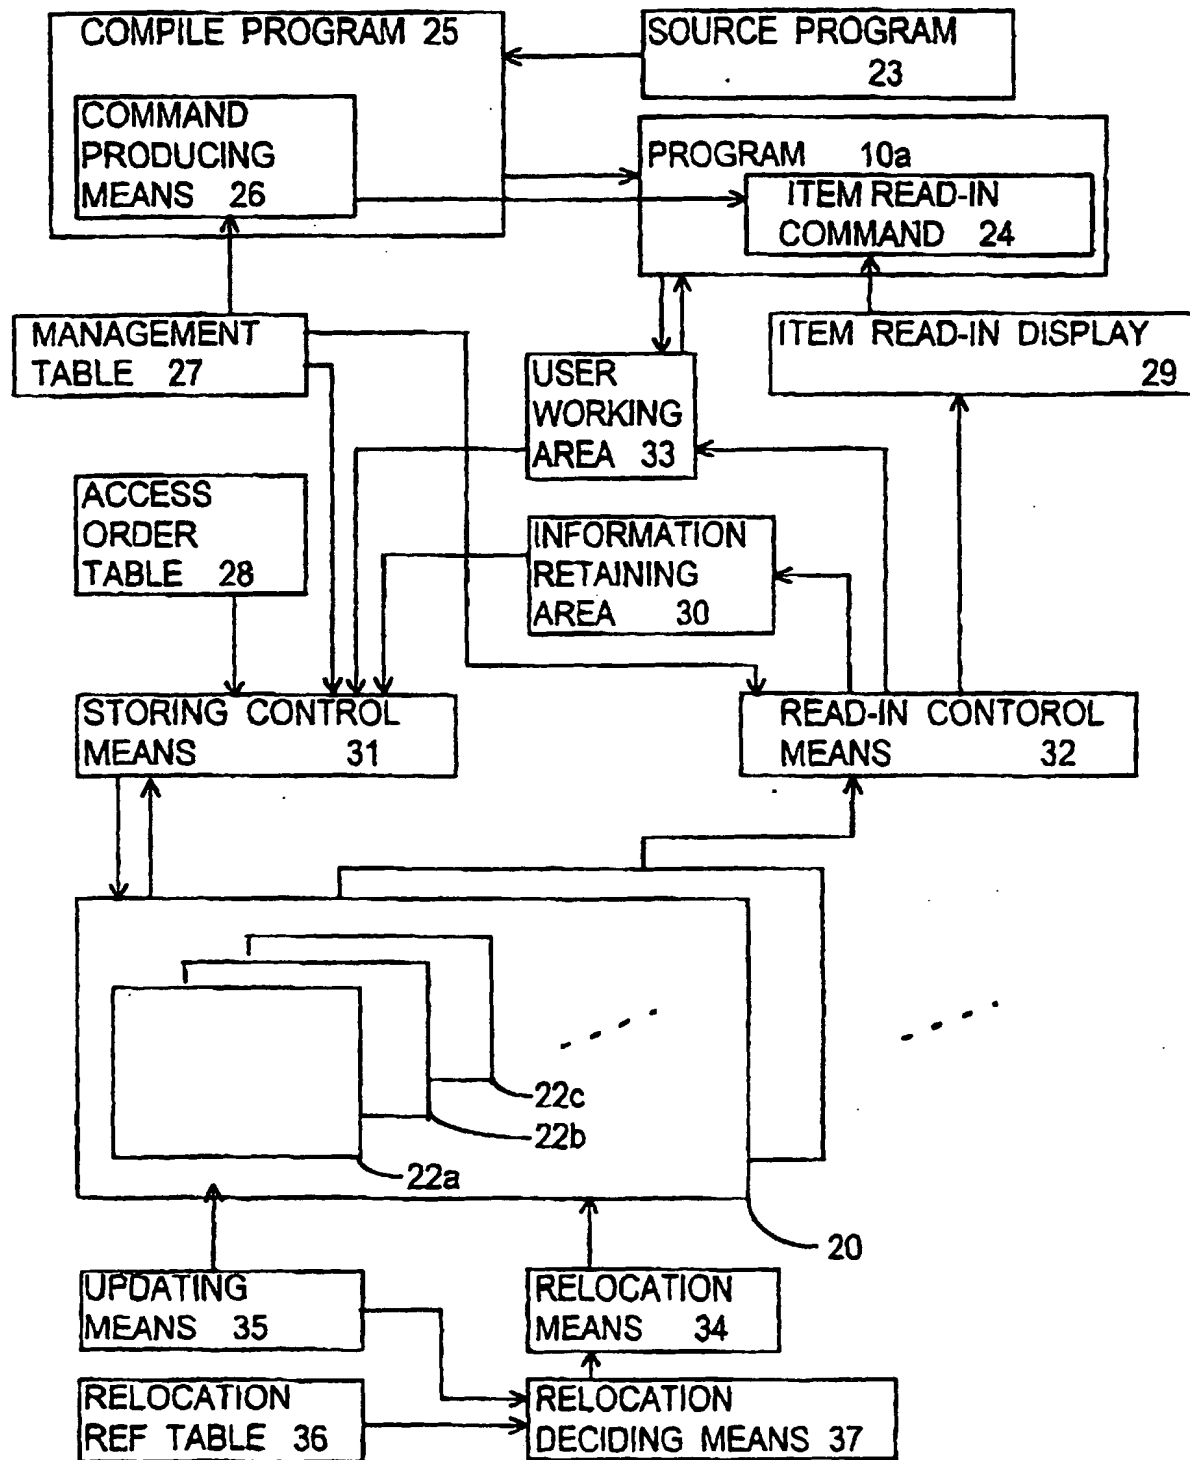 COMPILE PROGRAM 25
SOURCE PROGRAM
23
COMMAND
PRODUCING
MEANS 26
PROGRAM 10a
ITEM READ-IN
COMMAND 24
MANAGEMENT
TABLE 27
USER
WORKING
AREA 33
ITEM READ-IN DISPLAY
29
ACCESS
ORDER
TABLE 28
INFORMATION
RETAINING
AREA 30
STORING CONTROL
MEANS 31
READ-IN CONTOROL
MEANS 32
22c
22b
22a
20
UPDATING
MEANS 35
RELOCATION
MEANS 34
RELOCATION
REF TABLE 36
RELOCATION
DECIDING MEANS 37